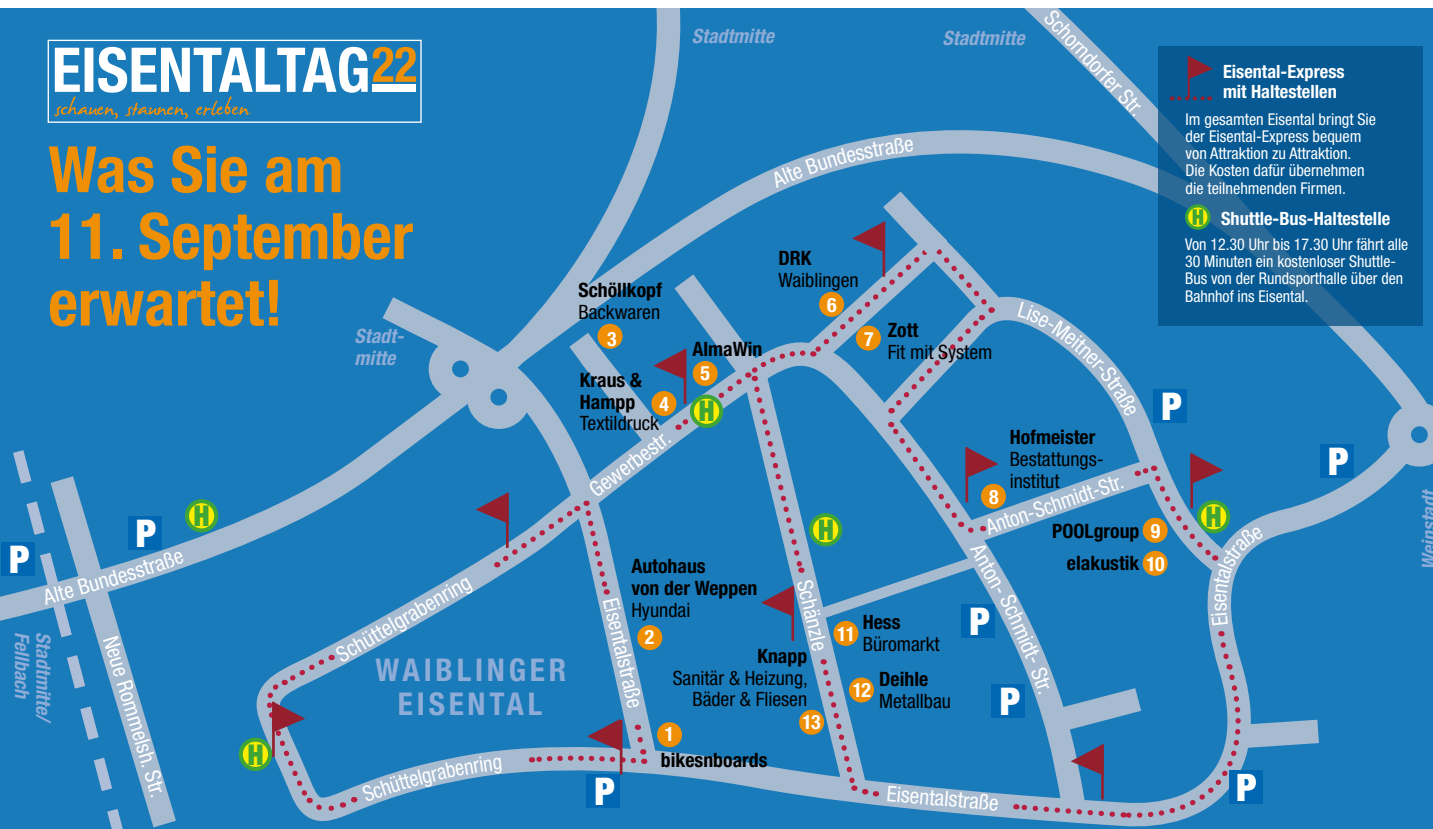 EISENTALTAG22
schauen, staunen, erleben
Was Sie am
11. September
erwartet!
Stadtmitte
Stadtmitte
Schorndorfer Str.
Eisental-Express
mit Haltestellen
Im gesamten Eisental bringt Sie
der Eisental-Express bequem
von Attraktion zu Attraktion.
Die Kosten dafür übernehmen
die teilnehmenden Firmen.
H Shuttle-Bus-Haltestelle
Von 12.30 Uhr bis 17.30 Uhr fährt alle
30 Minuten ein kostenloser Shuttle-
Bus von der Rundsporthalle über den
Bahnhof ins Eisental.
Alte Bundesstraße
DRK
Waiblingen
6
7
Zott
Fit mit System
Schöllkopf
Backwaren
3
Stadt-
mitte
AlmaWin
5
Kraus &
Hampp
Textildruck
4
H
Gewerbestr.
Lise-Meitner-Straße
P
P
Hofmeister
Bestattungs-
institut
8
Anton-Schmidt-Str.
POOLgroup
9
elakustik
10
H
Weinstadt
Eisentalstraße
H
P
P
Alte Bundesstraße
Stadtmitte/
Fellbach
Neue Rommelsh. Str.
Schüttelgrabenring
WAIBLINGER
EISENTAL
Autohaus
von der Weppen
Hyundai
2
Eisentalstraße
H
Schänzle
11
Hess
Büromarkt
Knapp
Sanitär & Heizung,
Bäder & Fliesen
13
12
Deihle
Metallbau
P
Anton- Schmidt- Str.
P
H
1
bikesnboards
Schüttelgrabenring
P
Eisentalstraße
P